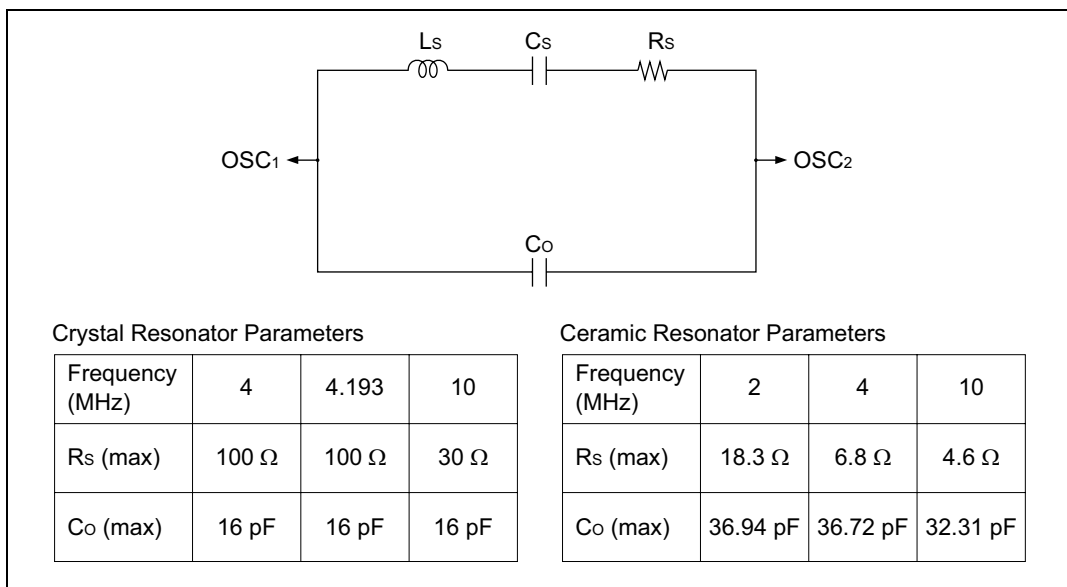 Ls Cs Rs
OSC1 OSC2
Co
Crystal Resonator Parameters
Frequency (MHz) 4 4.193 10
Rs (max) 100 Ω 100 Ω 30 Ω
Co (max) 16 pF 16 pF 16 pF
Ceramic Resonator Parameters
Frequency (MHz) 2 4 10
Rs (max) 18.3 Ω 6.8 Ω 4.6 Ω
Co (max) 36.94 pF 36.72 pF 32.31 pF